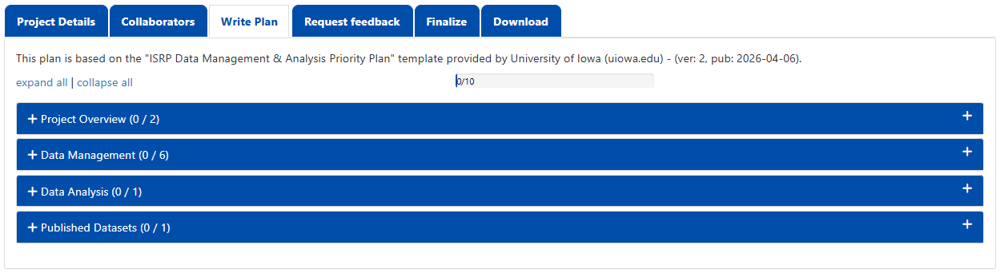 Project Details Collaborators Write Plan Request feedback Finalize Download
This plan is based on the "ISRP Data Management & Analysis Priority Plan" template provided by University of Iowa (uiowa.edu) - (ver: 2, pub: 2026-04-06).
expand all | collapse all 0/10
+ Project Overview (0 / 2) +
+ Data Management (0 / 6) +
+ Data Analysis (0 / 1) +
+ Published Datasets (0 / 1) +